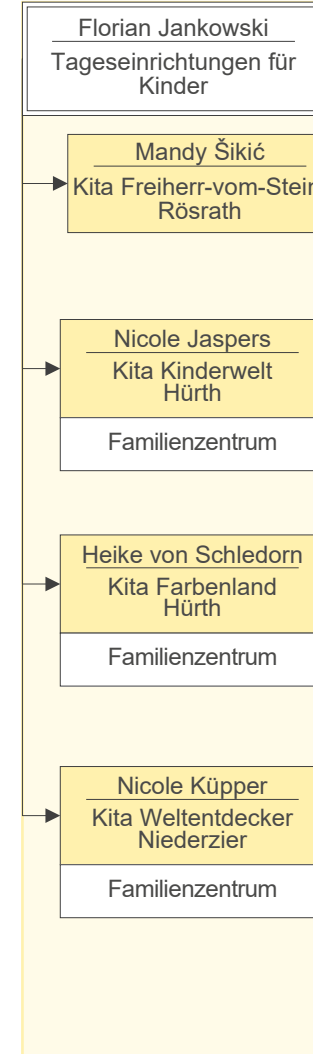 Florian Jankowski
Tageseinrichtungen für
Kinder
Mandy Šikić
Kita Freiherr-vom-Stein
Rösrath
Nicole Jaspers
Kita Kinderwelt
Hürth
Familienzentrum
Heike von Schledorn
Kita Farbenland
Hürth
Familienzentrum
Nicole Küpper
Kita Weltentdecker
Niederzier
Familienzentrum